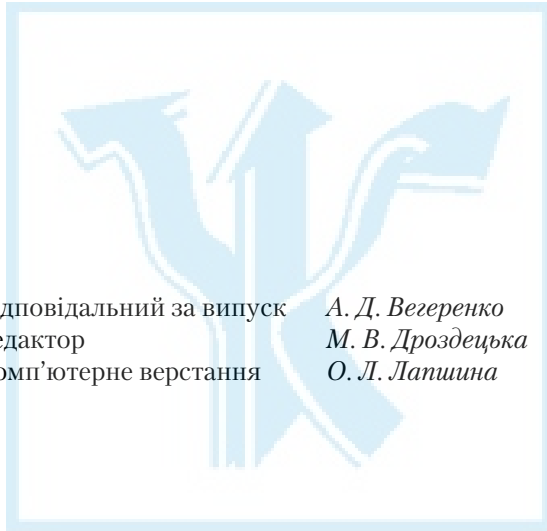 дповідальний за випуск А. Д. Вегеренко
едактор М. В. Дроздецька
омп’ютерне верстання О. Л. Лапшина